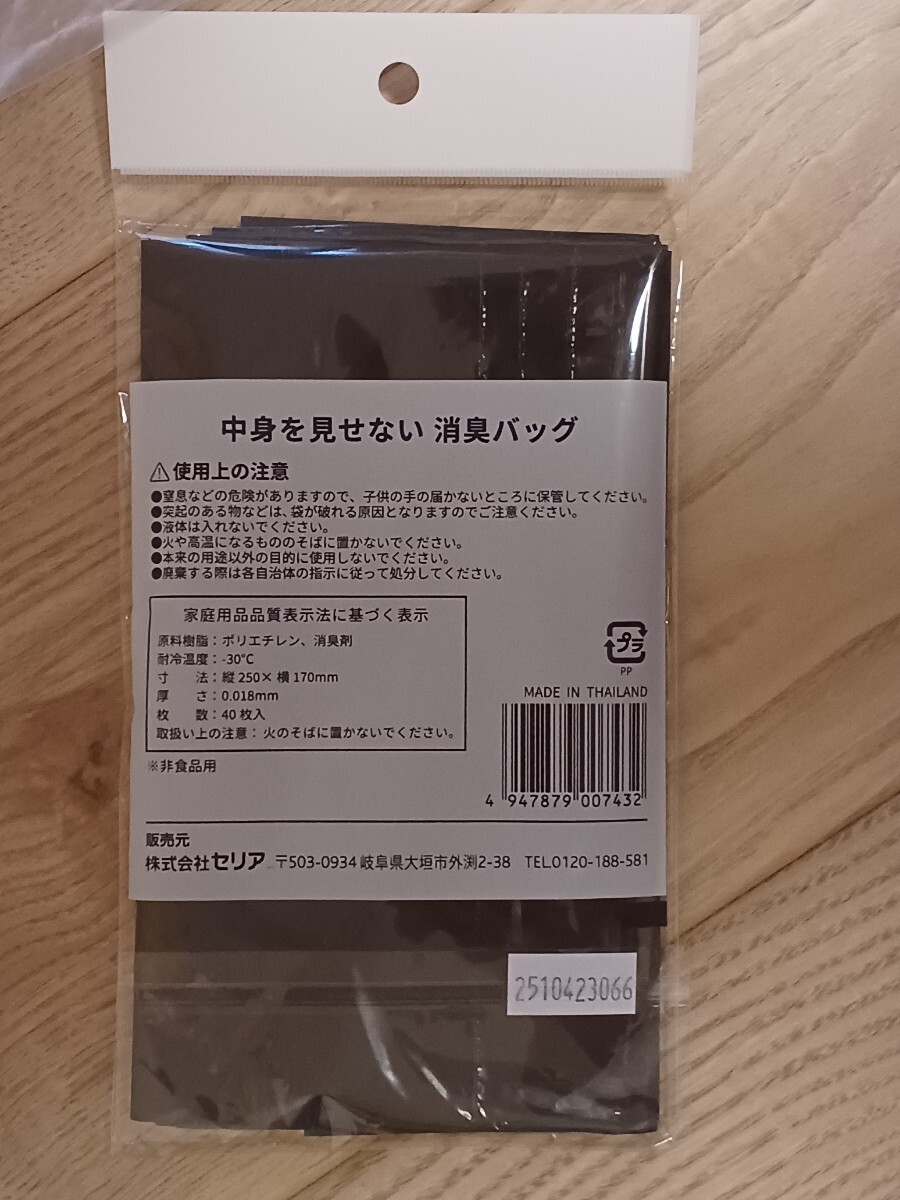 中身を見せない 消臭バッグ
⚠使用上の注意
●窒息などの危険がありますので、子供の手の届かないところに保管してください。
●突起のある物などは、袋が破れる原因となりますのでご注意ください。
●液体は入れないでください。
●火や高温になるもののそばに置かないでください。
●本来の用途以外の目的に使用しないでください。
●廃棄する際は各自治体の指示に従って処分してください。
家庭用品品質表示法に基づく表示
原料樹脂：ポリエチレン、消臭剤
耐冷温度：-30℃
寸　　法：縦 250× 横 170mm
厚　　さ：0.018mm
枚　　数：40 枚入
取扱い上の注意：火のそばに置かないでください。
※非食品用
プラ
PP
MADE IN THAILAND
4 947879 007432
販売元
株式会社セリア 〒503-0934 岐阜県大垣市外渕2-38 TEL.0120-188-581
2510423066